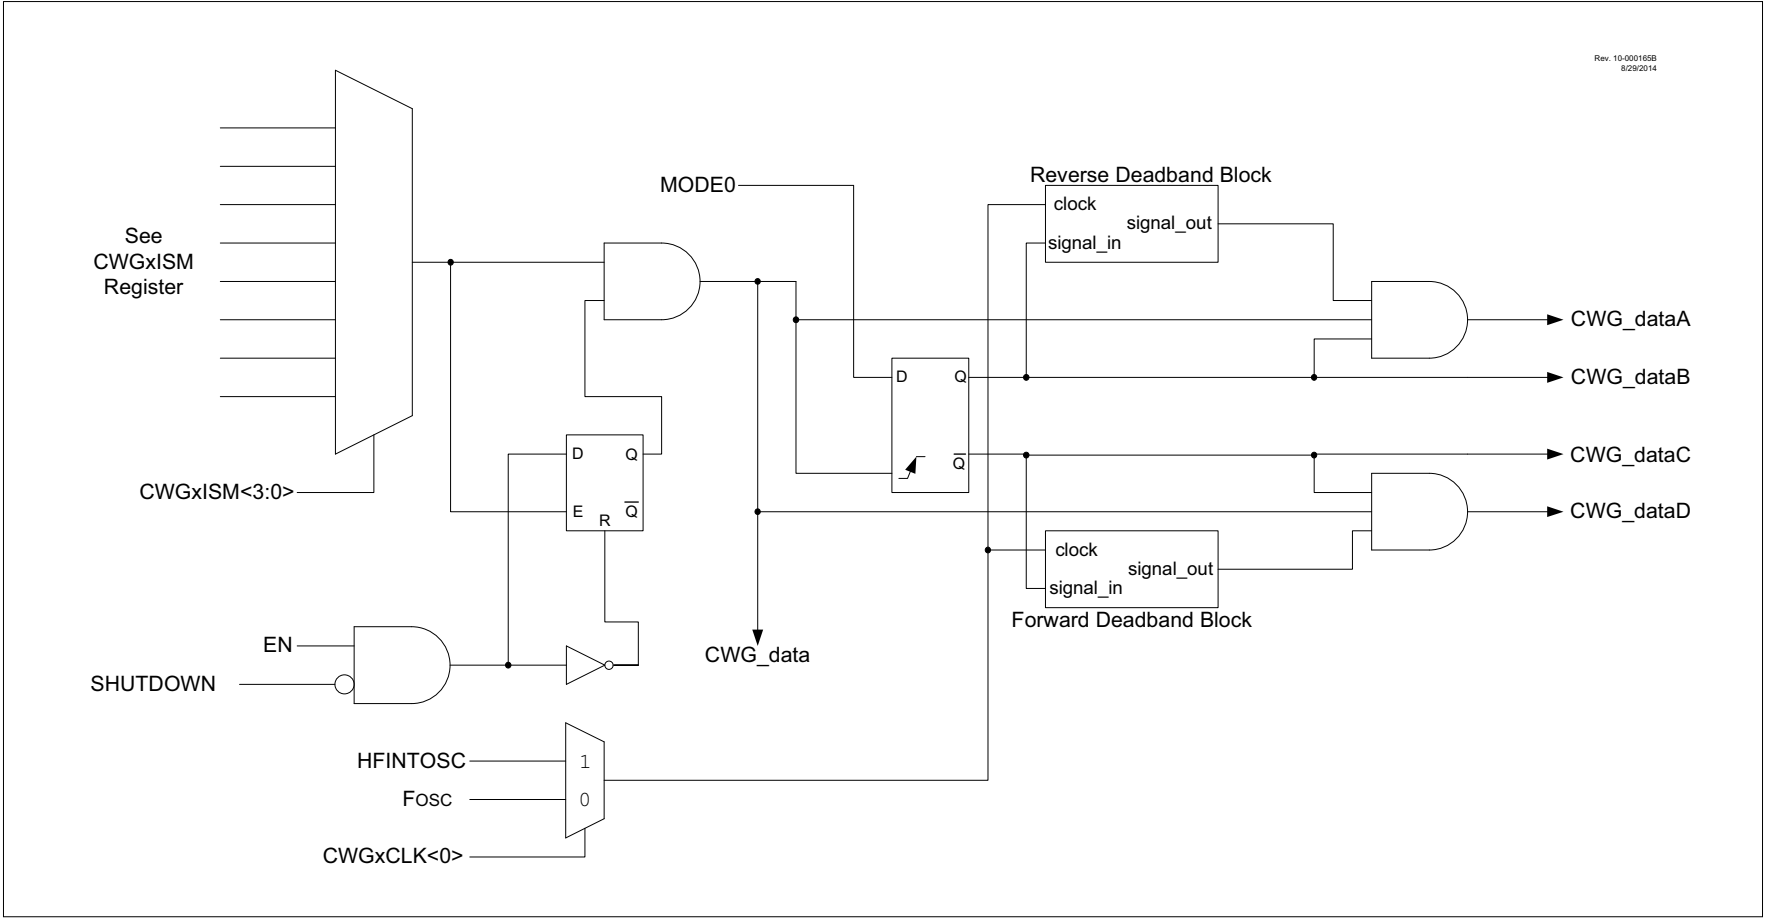 Rev. 10-000165B
8/29/2014
See
CWGxISM
Register
CWGxISM<3:0>
MODE0
Reverse Deadband Block
clock
signal_out
signal_in
D
Q
Q
CWG_dataA
CWG_dataB
CWG_dataC
CWG_dataD
D
Q
E
R
Q
clock
signal_out
signal_in
Forward Deadband Block
EN
SHUTDOWN
CWG_data
HFINTOSC
1
FOSC
0
CWGxCLK<0>